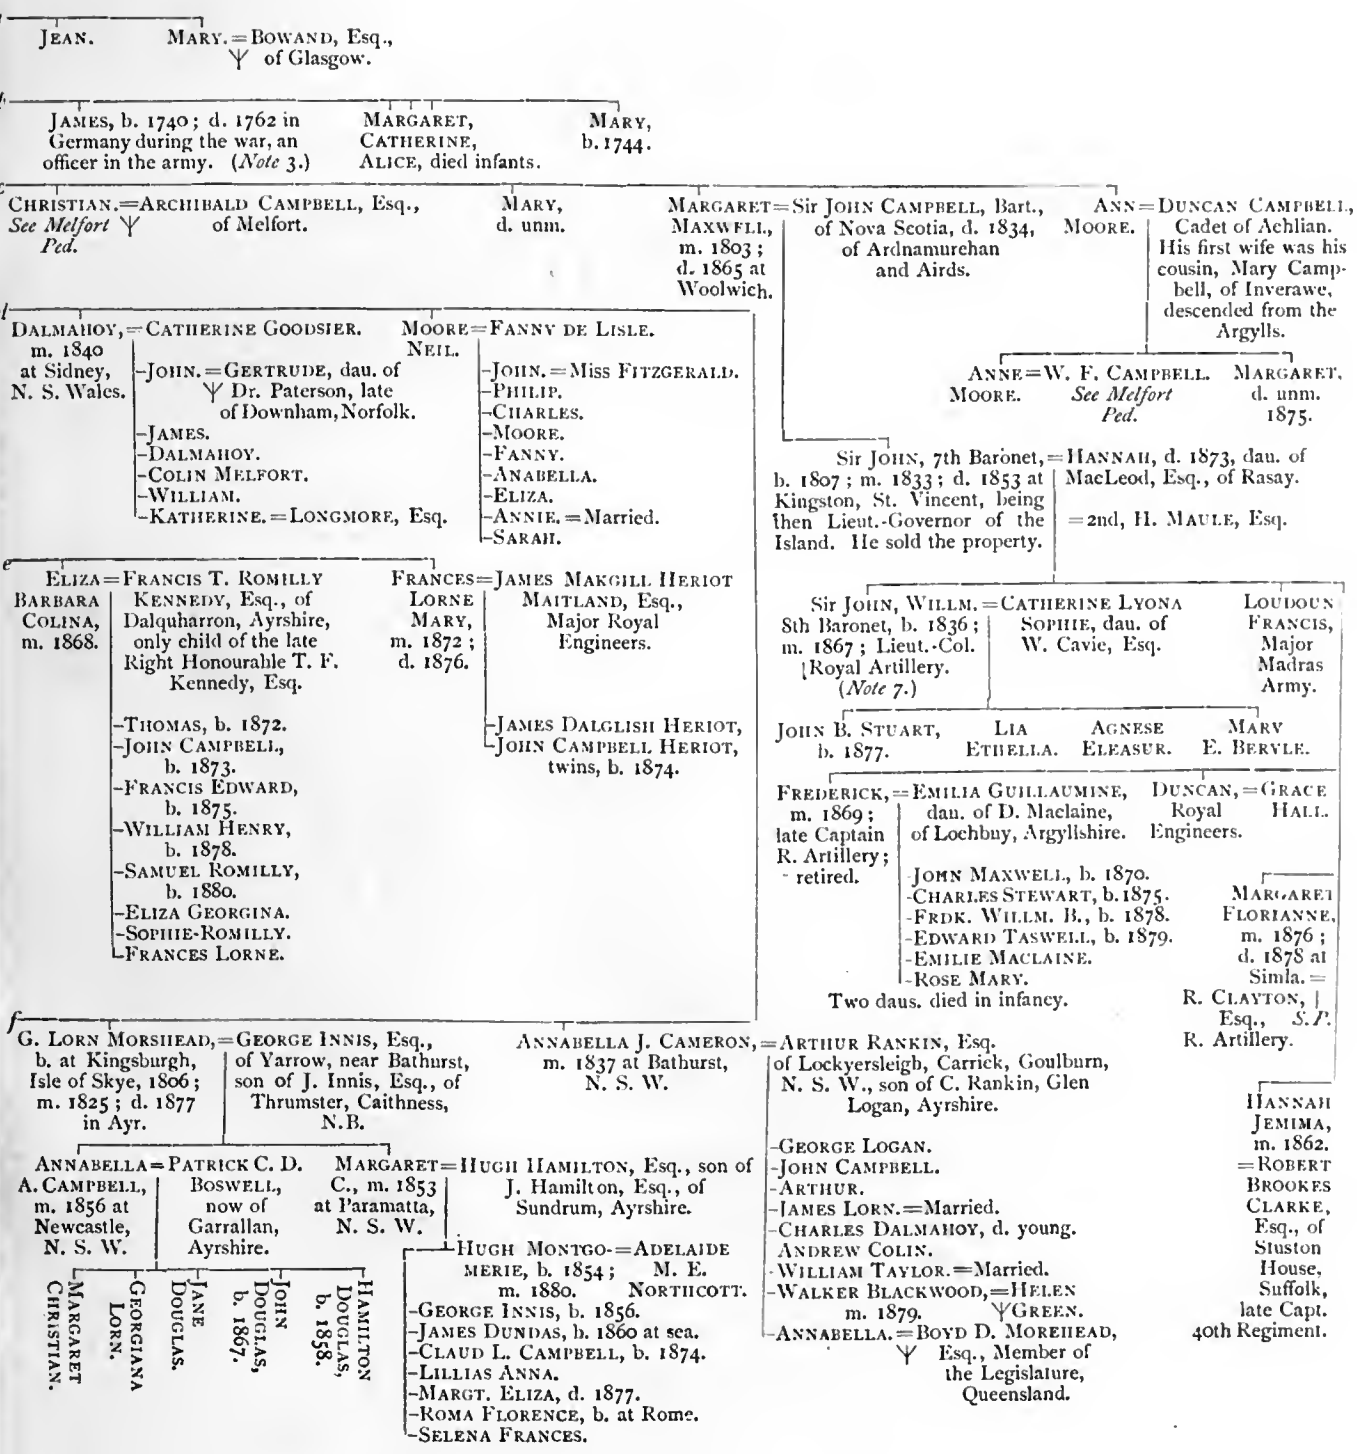 JEAN.
MARY. = BOWAND, Esq.,
of Glasgow.
JAMES, b. 1740; d. 1762 in
Germany during the war, an
officer in the army. (Note 3.)
MARGARET,
CATHERINE,
ALICE, died infants.
MARY,
b. 1744.
c
CHRISTIAN. = ARCHIBALD CAMPBELL, Esq.,
See Melfort of Melfort.
Ped.
MARY,
d. unm.
MARGARET = Sir JOHN CAMPBELL, Bart.,
MAXWELL, of Nova Scotia, d. 1834,
m. 1803; of Ardnamurchan
d. 1865 at and Airds.
Woolwich.
ANN = DUNCAN CAMPBELL,
MOORE. Cadet of Achlian.
His first wife was his
cousin, Mary Camp-
bell, of Inverawe,
descended from the
Argylls.
ANNE = W. F. CAMPBELL.
MOORE. See Melfort
Ped.
MARGARET,
d. unm.
1875.
DALMAHOY, = CATHERINE GOODSIER.
m. 1840
at Sidney,
N. S. Wales.
-JOHN. = GERTRUDE, dau. of
Dr. Paterson, late
of Downham, Norfolk.
-JAMES.
-DALMAHOY.
-COLIN MELFORT.
-WILLIAM.
-KATHERINE. = LONGMORE, Esq.
MOORE = FANNY DE LISLE.
NEIL.
-JOHN. = Miss FITZGERALD.
-PHILIP.
-CHARLES.
-MOORE.
-FANNY.
-ANABELLA.
-ELIZA.
-ANNIE. = Married.
-SARAH.
Sir JOHN, 7th Baronet, = HANNAH, d. 1873, dau. of
b. 1807; m. 1833; d. 1853 at MacLeod, Esq., of Rasay.
Kingston, St. Vincent, being
then Lieut.-Governor of the = 2nd, H. MAULE, Esq.
Island. He sold the property.
e
ELIZA = FRANCIS T. ROMILLY
BARBARA KENNEDY, Esq., of
COLINA, Dalquharron, Ayrshire,
m. 1868. only child of the late
Right Honourable T. F.
Kennedy, Esq.
-THOMAS, b. 1872.
-JOHN CAMPBELL,
b. 1873.
-FRANCIS EDWARD,
b. 1875.
-WILLIAM HENRY,
b. 1878.
-SAMUEL ROMILLY,
b. 1880.
-ELIZA GEORGINA.
-SOPHIE-ROMILLY.
-FRANCES LORNE.
FRANCES = JAMES MAKGILL HERIOT
LORNE MAITLAND, Esq.,
MARY, Major Royal
m. 1872; Engineers.
d. 1876.
-JAMES DALGLISH HERIOT,
-JOHN CAMPBELL HERIOT,
twins, b. 1874.
Sir JOHN, WILLM. = CATHERINE LYONA
8th Baronet, b. 1836; SOPHIE, dau. of
m. 1867; Lieut.-Col. W. Cavie, Esq.
Royal Artillery.
(Note 7.)
LOUDOUN
FRANCIS,
Major
Madras
Army.
JOHN B. STUART,
b. 1877.
LIA
ETHELLA.
AGNESE
ELEASUR.
MARY
E. BERYLE.
FREDERICK, = EMILIA GUILLAUMINE,
m. 1869; dau. of D. Maclaine,
late Captain of Lochbuy, Argyllshire.
R. Artillery;
retired.
-JOHN MAXWELL, b. 1870.
-CHARLES STEWART, b. 1875.
-FRDK. WILLM. B., b. 1878.
-EDWARD TASWELL, b. 1879.
-EMILIE MACLAINE.
-ROSE MARY.
Two daus. died in infancy.
DUNCAN, = GRACE
Royal HALL.
Engineers.
MARGARET
FLORIANNE,
m. 1876;
d. 1878 at
Simla. =
R. CLAYTON,
Esq., S.P.
R. Artillery.
f
G. LORN MORSHEAD, = GEORGE INNIS, Esq.,
b. at Kingsburgh, of Yarrow, near Bathurst,
Isle of Skye, 1806; son of J. Innis, Esq., of
m. 1825; d. 1877 Thrumster, Caithness,
in Ayr. N.B.
ANNABELLA J. CAMERON, = ARTHUR RANKIN, Esq.
m. 1837 at Bathurst, of Lockyersleigh, Carrick, Goulburn,
N. S. W. N. S. W., son of C. Rankin, Glen
Logan, Ayrshire.
-GEORGE LOGAN.
-JOHN CAMPBELL.
-ARTHUR.
-JAMES LORN. = Married.
-CHARLES DALMAHOY, d. young.
ANDREW COLIN.
-WILLIAM TAYLOR. = Married.
-WALKER BLACKWOOD, = HELEN
m. 1879. GREEN.
-ANNABELLA. = BOYD D. MOREHEAD,
Esq., Member of
the Legislature,
Queensland.
HANNAH
JEMIMA,
m. 1862.
= ROBERT
BROOKES
CLARKE,
Esq., of
Stuston
House,
Suffolk,
late Capt.
40th Regiment.
ANNABELLA = PATRICK C. D.
A. CAMPBELL, BOSWELL,
m. 1856 at now of
Newcastle, Garrallan,
N. S. W. Ayrshire.
MARGARET = HUGH HAMILTON, Esq., son of
C., m. 1853 J. Hamilton, Esq., of
at Paramatta, Sundrum, Ayrshire.
N. S. W.
MARGARET
CHRISTIAN.
GEORGIANA
LORN.
JANE
DOUGLAS.
JOHN
DOUGLAS,
b. 1867.
HAMILTON
DOUGLAS,
b. 1858.
HUGH MONTGO- = ADELAIDE
MERIE, b. 1854; M. E.
m. 1880. NORTHCOTT.
-GEORGE INNIS, b. 1856.
-JAMES DUNDAS, b. 1860 at sea.
-CLAUD L. CAMPBELL, b. 1874.
-LILLIAS ANNA.
-MARGT. ELIZA, d. 1877.
-ROMA FLORENCE, b. at Rome.
-SELENA FRANCES.